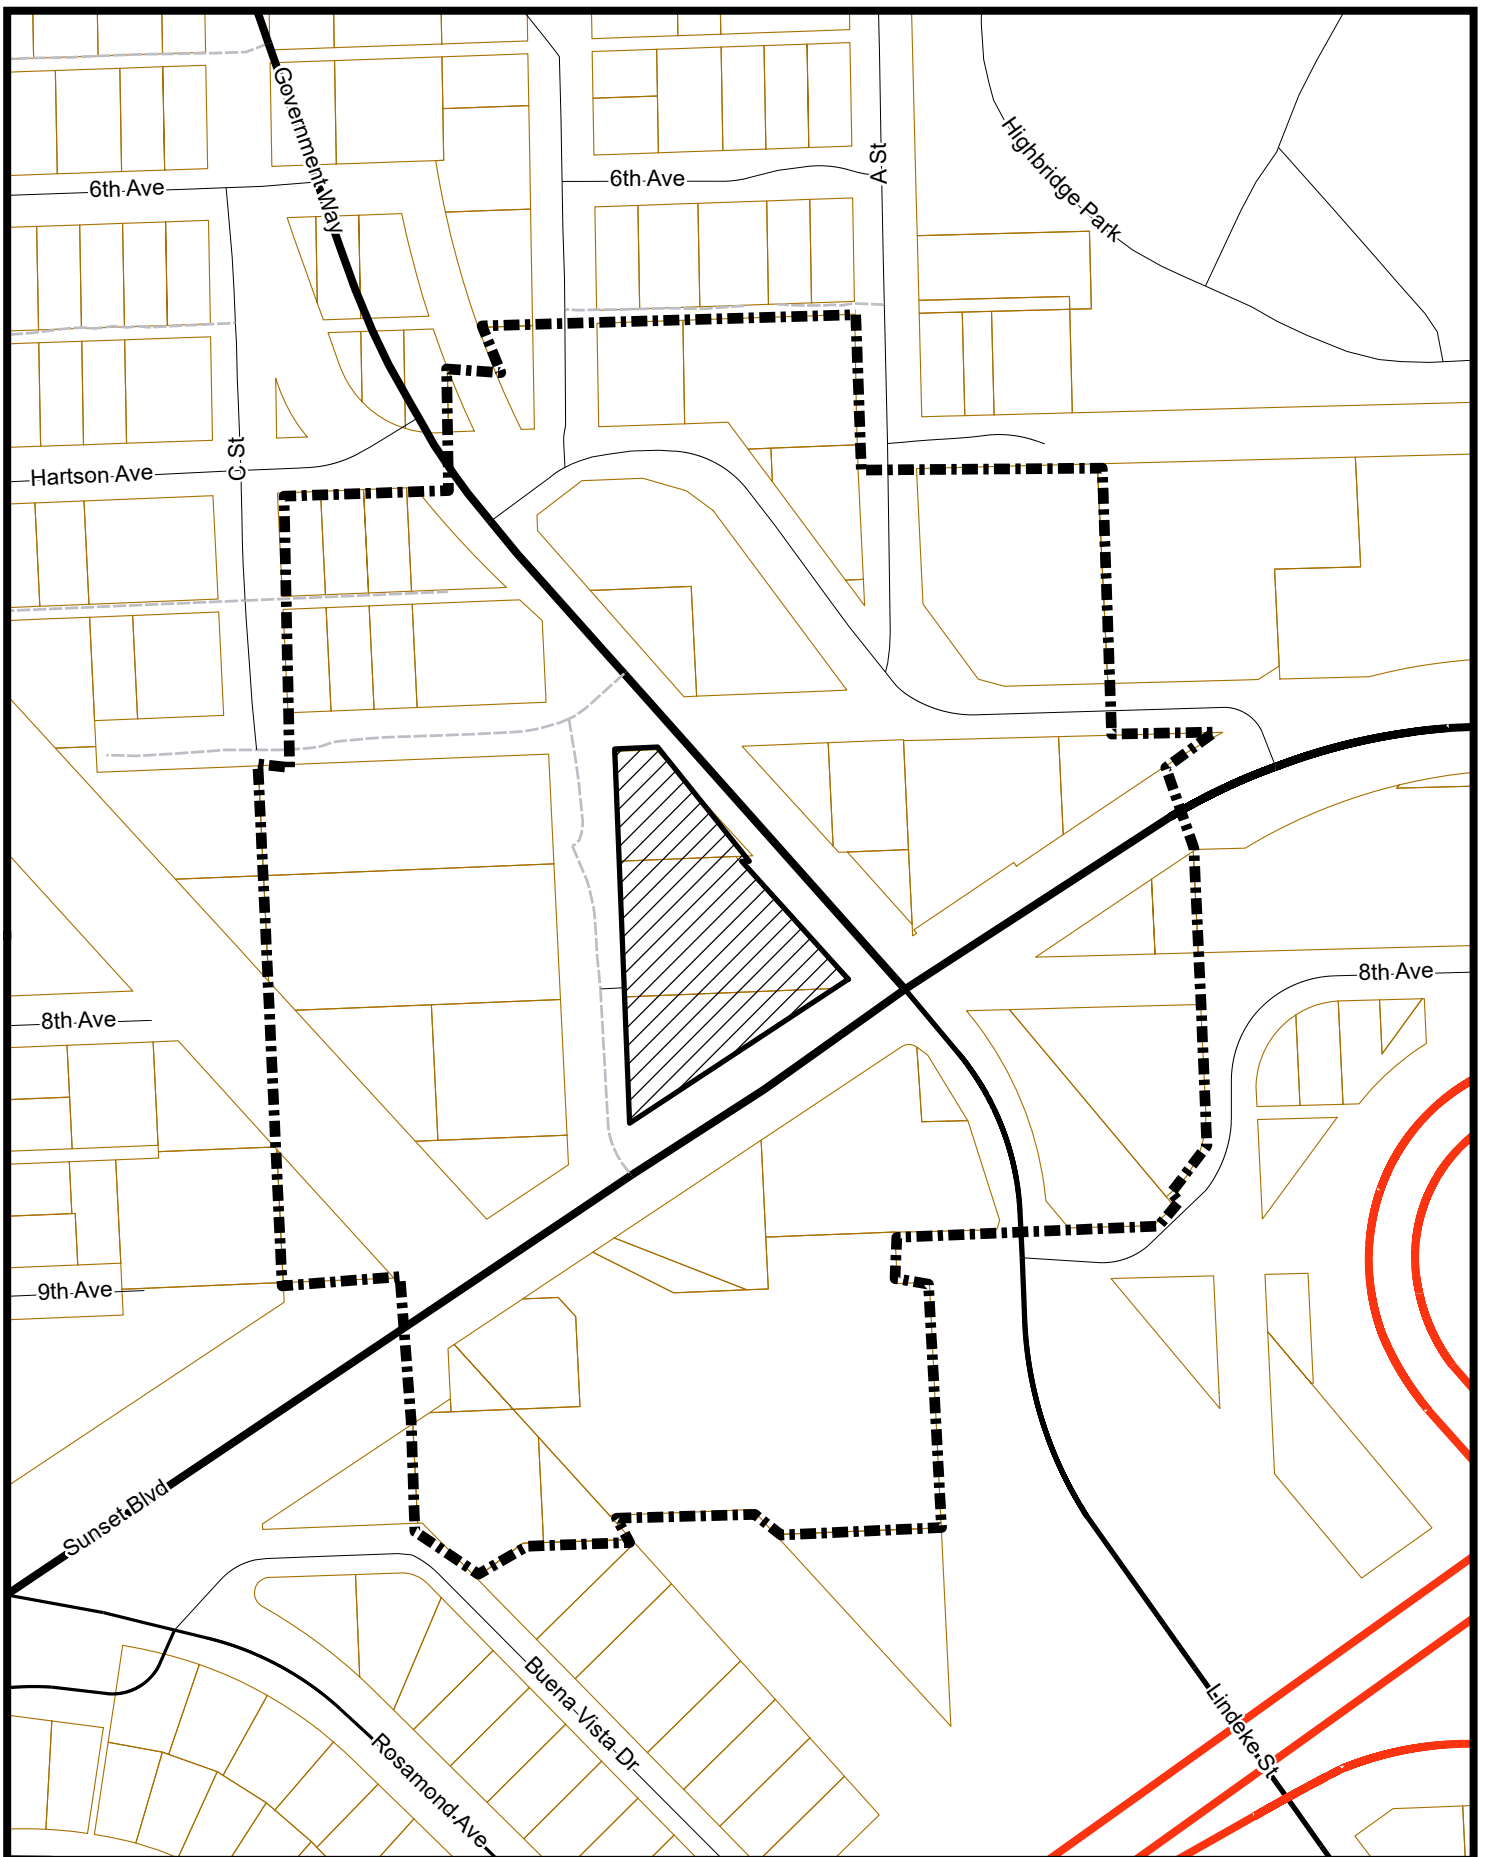 Government Way
Highbridge Park
A St
6th Ave
6th Ave
C St
Hartson Ave
8th Ave
8th Ave
9th Ave
Sunset Blvd
Buena Vista Dr
Lindeke St
Rosamond Ave